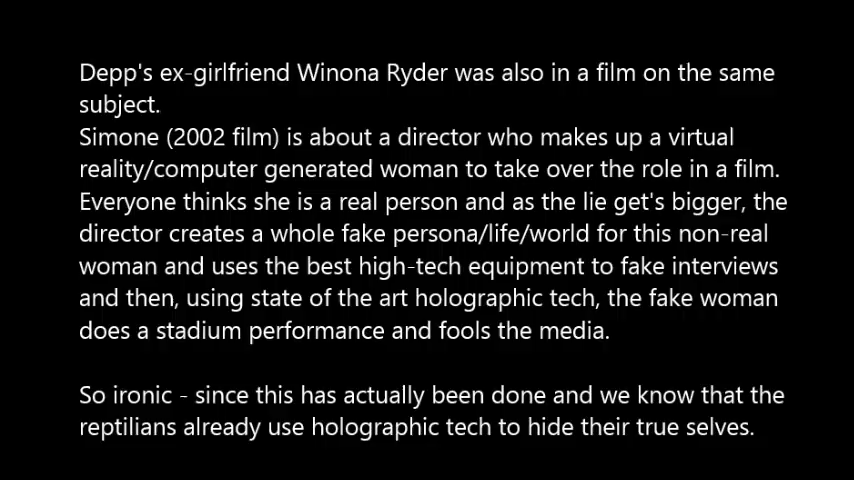 Depp's ex-girlfriend Winona Ryder was also in a film on the same
subject.
Simone (2002 film) is about a director who makes up a virtual
reality/computer generated woman to take over the role in a film.
Everyone thinks she is a real person and as the lie get's bigger, the
director creates a whole fake persona/life/world for this non-real
woman and uses the best high-tech equipment to fake interviews
and then, using state of the art holographic tech, the fake woman
does a stadium performance and fools the media.
So ironic - since this has actually been done and we know that the
reptilians already use holographic tech to hide their true selves.